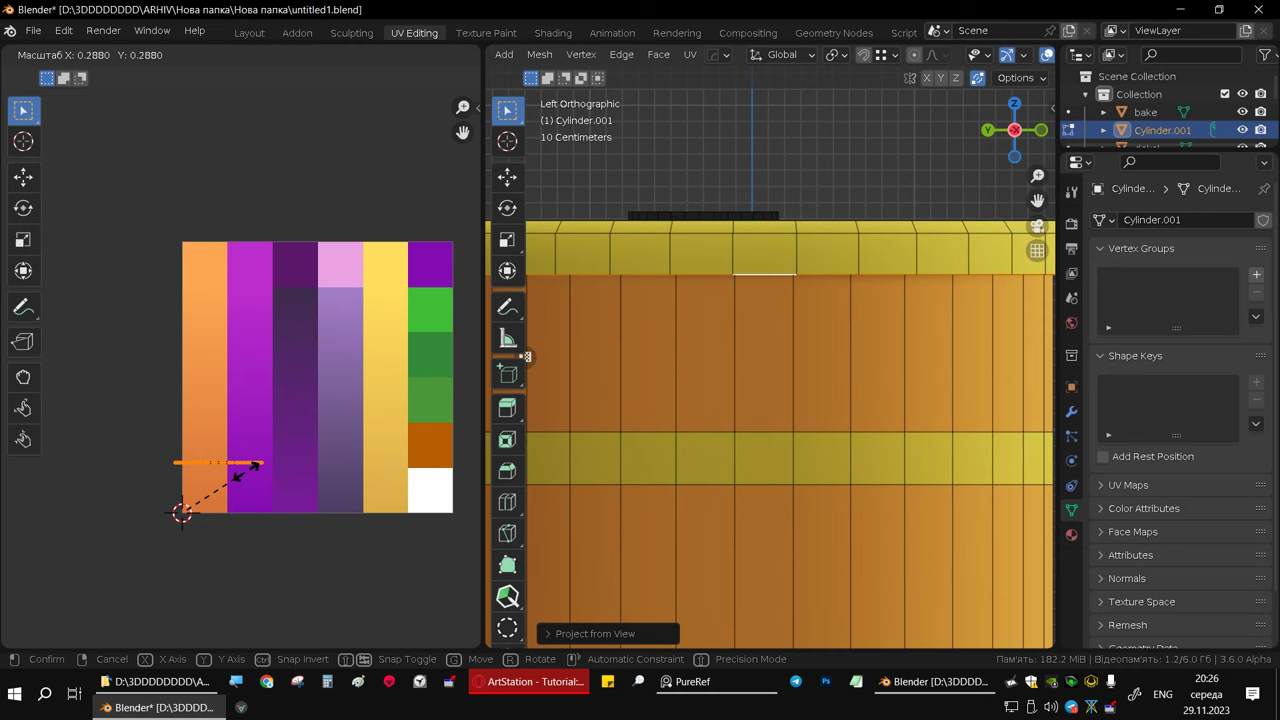 Blender* [D:\3DDDDDDD\ARHIV\Нова папка\Нова папка\untitled1.blend]
File Edit Render Window Help Layout Addon Sculpting UV Editing Texture Paint Shading Animation Rendering Compositing Geometry Nodes Scene ViewLayer
Масштаб X: 0.2880 Y: 0.2880
Add Mesh Vertex Edge Face UV Global
X Y Z Options
Left Orthographic
(1) Cylinder.001
10 Centimeters
Z
Y
-X
Scene Collection
Collection
bake
Cylinder.001
Cylinde... Cylinde...
Cylinder.001
Vertex Groups
Shape Keys
Add Rest Position
UV Maps
Color Attributes
Face Maps
Attributes
Normals
Texture Space
Remesh
Geometry Data
Project from View
Confirm Cancel X X Axis Y Y Axis Ctrl Snap Invert Snap Toggle G Move R Rotate Automatic Constraint Precision Mode
Пам'ять: 182.2 MiB | Відеопам'ят: 1.2/6.0 Гб | 3.6.0 Alpha
D:\3DDDDDDDD\A... ArtStation - Tutorial:... PureRef Blender [D:\3DDDD...
Blender* [D:\3DDDD...
ENG
20:26
середа
29.11.2023